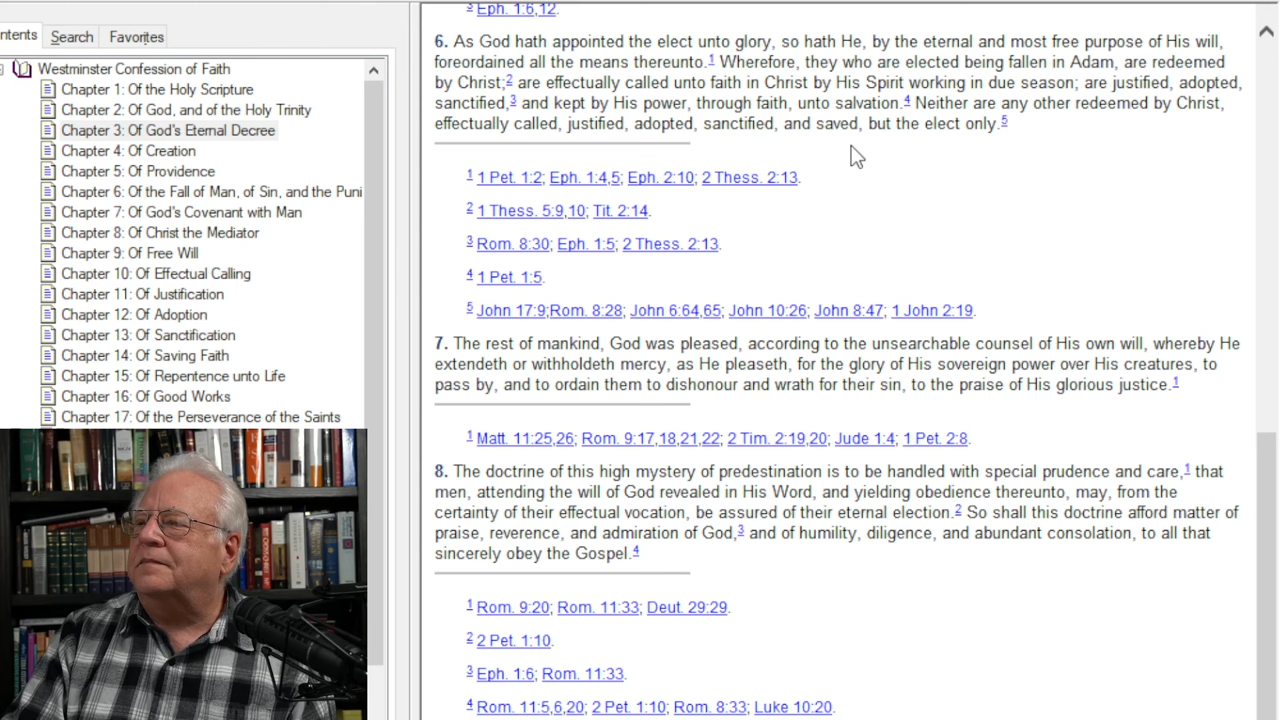 ntents Search Favorites
Westminster Confession of Faith
Chapter 1: Of the Holy Scripture
Chapter 2: Of God, and of the Holy Trinity
Chapter 3: Of God's Eternal Decree
Chapter 4: Of Creation
Chapter 5: Of Providence
Chapter 6: Of the Fall of Man, of Sin, and the Puni
Chapter 7: Of God's Covenant with Man
Chapter 8: Of Christ the Mediator
Chapter 9: Of Free Will
Chapter 10: Of Effectual Calling
Chapter 11: Of Justification
Chapter 12: Of Adoption
Chapter 13: Of Sanctification
Chapter 14: Of Saving Faith
Chapter 15: Of Repentence unto Life
Chapter 16: Of Good Works
Chapter 17: Of the Perseverance of the Saints
3 Eph. 1:6,12.
6. As God hath appointed the elect unto glory, so hath He, by the eternal and most free purpose of His will,
foreordained all the means thereunto.1 Wherefore, they who are elected being fallen in Adam, are redeemed
by Christ;2 are effectually called unto faith in Christ by His Spirit working in due season; are justified, adopted,
sanctified,3 and kept by His power, through faith, unto salvation.4 Neither are any other redeemed by Christ,
effectually called, justified, adopted, sanctified, and saved, but the elect only.5
1 1 Pet. 1:2; Eph. 1:4,5; Eph. 2:10; 2 Thess. 2:13.
2 1 Thess. 5:9,10; Tit. 2:14.
3 Rom. 8:30; Eph. 1:5; 2 Thess. 2:13.
4 1 Pet. 1:5.
5 John 17:9;Rom. 8:28; John 6:64,65; John 10:26; John 8:47; 1 John 2:19.
7. The rest of mankind, God was pleased, according to the unsearchable counsel of His own will, whereby He
extendeth or withholdeth mercy, as He pleaseth, for the glory of His sovereign power over His creatures, to
pass by, and to ordain them to dishonour and wrath for their sin, to the praise of His glorious justice.1
1 Matt. 11:25,26; Rom. 9:17,18,21,22; 2 Tim. 2:19,20; Jude 1:4; 1 Pet. 2:8.
8. The doctrine of this high mystery of predestination is to be handled with special prudence and care,1 that
men, attending the will of God revealed in His Word, and yielding obedience thereunto, may, from the
certainty of their effectual vocation, be assured of their eternal election.2 So shall this doctrine afford matter of
praise, reverence, and admiration of God,3 and of humility, diligence, and abundant consolation, to all that
sincerely obey the Gospel.4
1 Rom. 9:20; Rom. 11:33; Deut. 29:29.
2 2 Pet. 1:10.
3 Eph. 1:6; Rom. 11:33.
4 Rom. 11:5,6,20; 2 Pet. 1:10; Rom. 8:33; Luke 10:20.